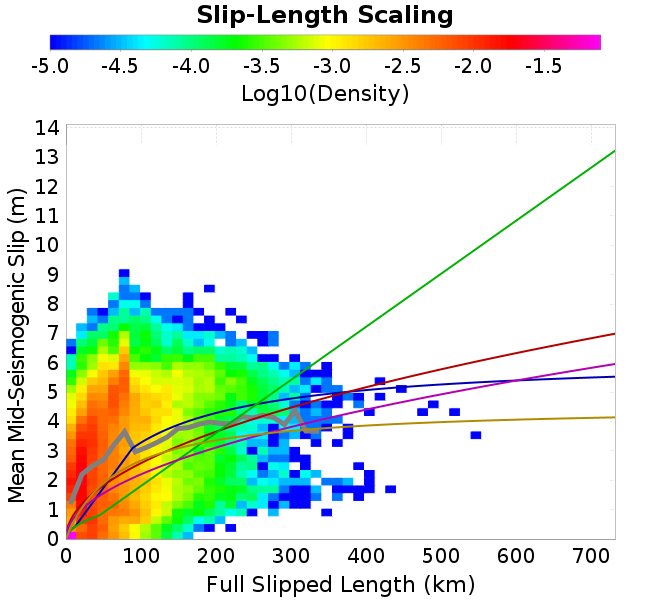 Slip-Length Scaling
-5.0 -4.5 -4.0 -3.5 -3.0 -2.5 -2.0 -1.5
Log10(Density)
Mean Mid-Seismogenic Slip (m)
14
13
12
11
10
9
8
7
6
5
4
3
2
1
0
0 100 200 300 400 500 600 700
Full Slipped Length (km)